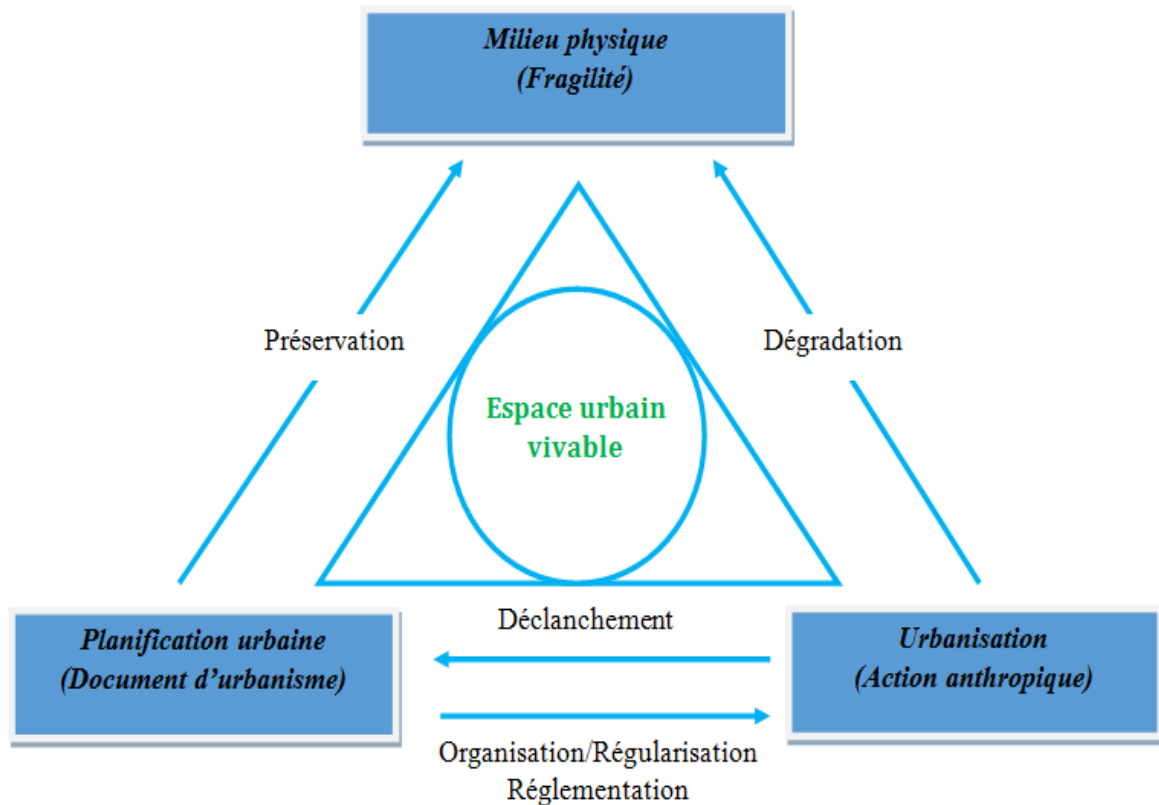 Milieu physique
(Fragilité)
Préservation
Dégradation
Espace urbain
vivable
Déclanchement
Planification urbaine
(Document d’urbanisme)
Urbanisation
(Action anthropique)
Organisation/Régularisation
Réglementation